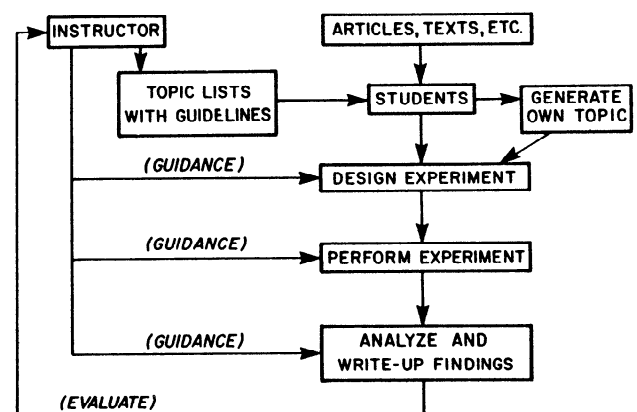 INSTRUCTOR
ARTICLES, TEXTS, ETC.
TOPIC LISTS
WITH GUIDELINES
STUDENTS
GENERATE
OWN TOPIC
(GUIDANCE)
DESIGN EXPERIMENT
(GUIDANCE)
PERFORM EXPERIMENT
(GUIDANCE)
ANALYZE AND
WRITE-UP FINDINGS
(EVALUATE)